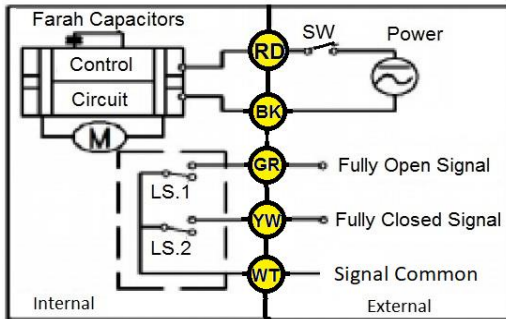 Farah Capacitors
Control
Circuit
M
RD
SW
Power
BK
GR
Fully Open Signal
LS.1
YW
Fully Closed Signal
LS.2
WT
Signal Common
Internal
External